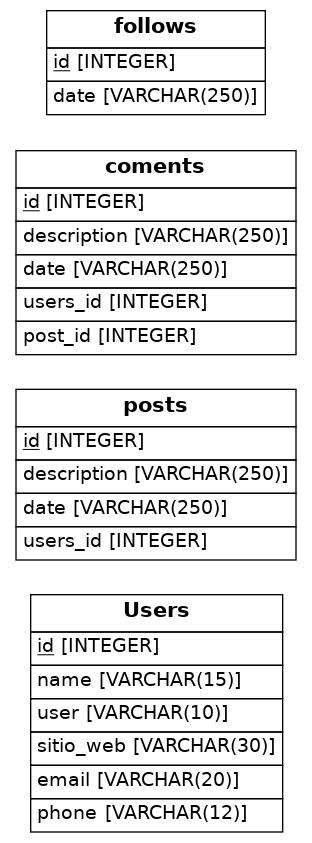 follows
id [INTEGER]
date [VARCHAR(250)]
coments
id [INTEGER]
description [VARCHAR(250)]
date [VARCHAR(250)]
users_id [INTEGER]
post_id [INTEGER]
posts
id [INTEGER]
description [VARCHAR(250)]
date [VARCHAR(250)]
users_id [INTEGER]
Users
id [INTEGER]
name [VARCHAR(15)]
user [VARCHAR(10)]
sitio_web [VARCHAR(30)]
email [VARCHAR(20)]
phone [VARCHAR(12)]